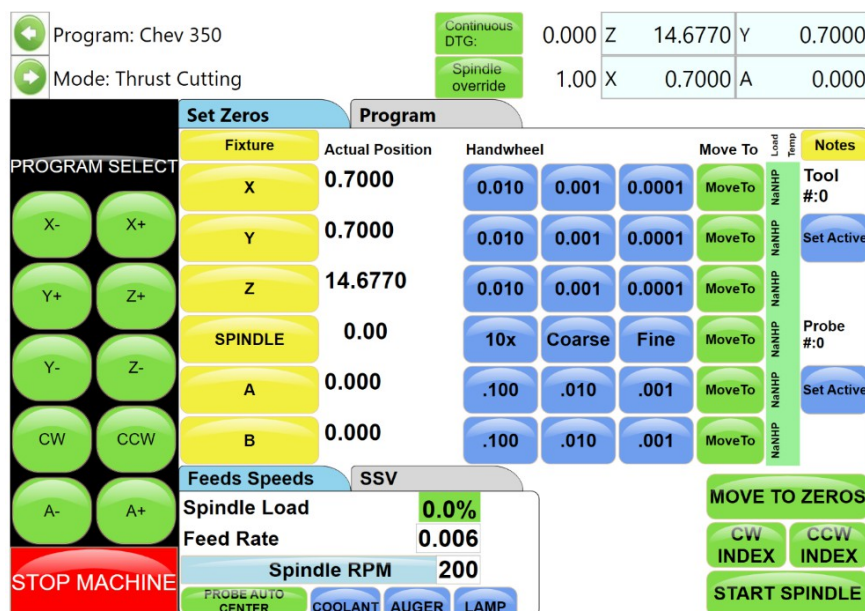 Program: Chev 350
Continuous DTG:
0.000 Z 14.6770 Y 0.7000
Mode: Thrust Cutting
Spindle override
1.00 X 0.7000 A 0.000
Set Zeros Program
PROGRAM SELECT
X- X+
Y+ Z+
Y- Z-
CW CCW
A- A+
STOP MACHINE
Fixture Actual Position Handwheel Move To Load Temp Notes
X 0.7000 0.010 0.001 0.0001 MoveTo NaNHP Tool #:0
Y 0.7000 0.010 0.001 0.0001 MoveTo NaNHP Set Active
Z 14.6770 0.010 0.001 0.0001 MoveTo NaNHP
SPINDLE 0.00 10x Coarse Fine MoveTo NaNHP Probe #:0
A 0.000 .100 .010 .001 MoveTo NaNHP Set Active
B 0.000 .100 .010 .001 MoveTo NaNHP
Feeds Speeds SSV
Spindle Load 0.0%
Feed Rate 0.006
Spindle RPM 200
PROBE AUTO CENTER COOLANT AUGER LAMP
MOVE TO ZEROS
CW INDEX CCW INDEX
START SPINDLE